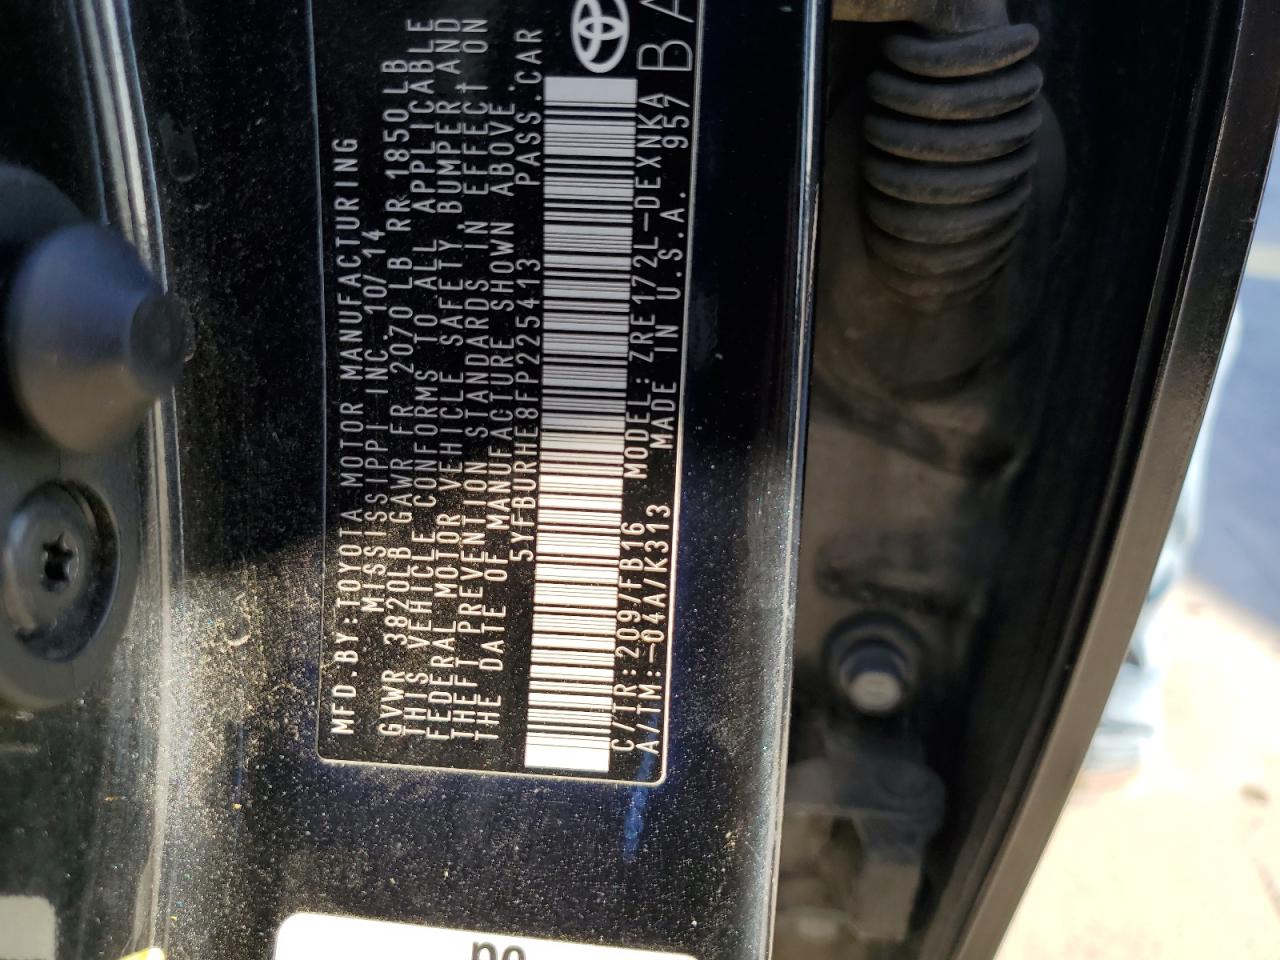 MFD.BY:TOYOTA MOTOR MANUFACTURING
MISSISSIPPI INC. 10/14
GVWR 3820LB GAWR FR 2070LB RR 1850LB
THIS VEHICLE CONFORMS TO ALL APPLICABLE
FEDERAL MOTOR VEHICLE SAFETY, BUMPER, AND
THEFT PREVENTION STANDARDS IN EFFECT ON
THE DATE OF MANUFACTURE SHOWN ABOVE.
5YFBURHE8FP225413 PASS.CAR
C/TR:209/FB16 MODEL:ZRE172L-DEXNKA
A/TM:-04A/K313 MADE IN U.S.A. 957
BA